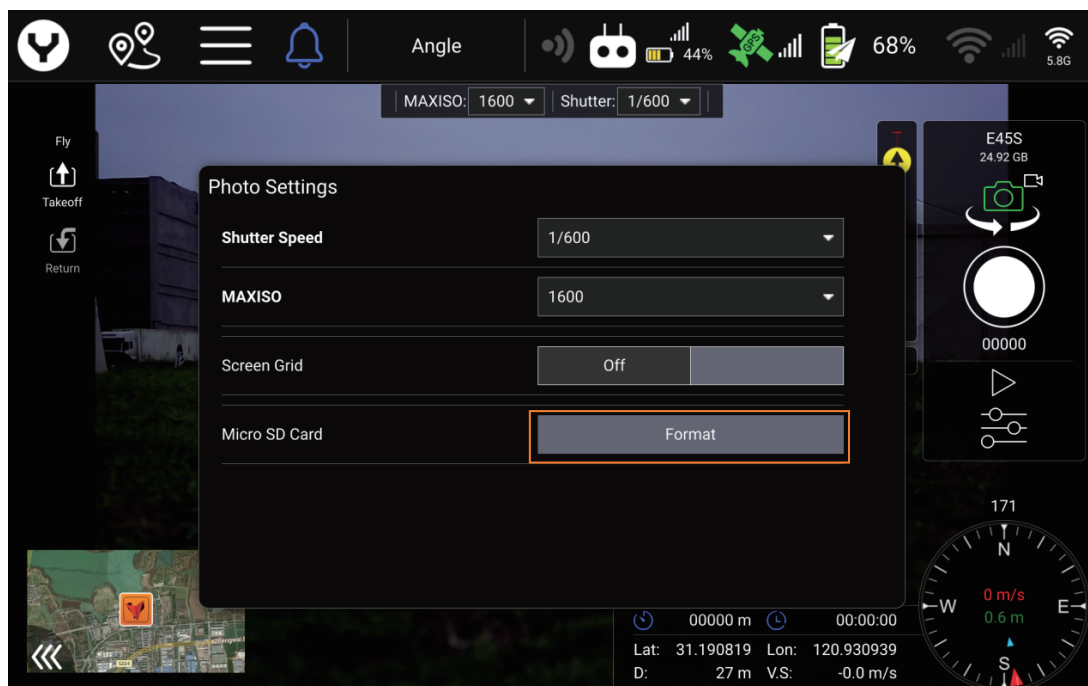 Angle
44%
GPS
68%
5.8G
MAXISO: 1600
Shutter: 1/600
Fly
Takeoff
Return
E45S
24.92 GB
Photo Settings
Shutter Speed 1/600
MAXISO 1600
Screen Grid Off
Micro SD Card Format
00000
171
N
W
E
S
0 m/s
0.6 m
00000 m 00:00:00
Lat: 31.190819 Lon: 120.930939
D: 27 m V.S: -0.0 m/s
S224